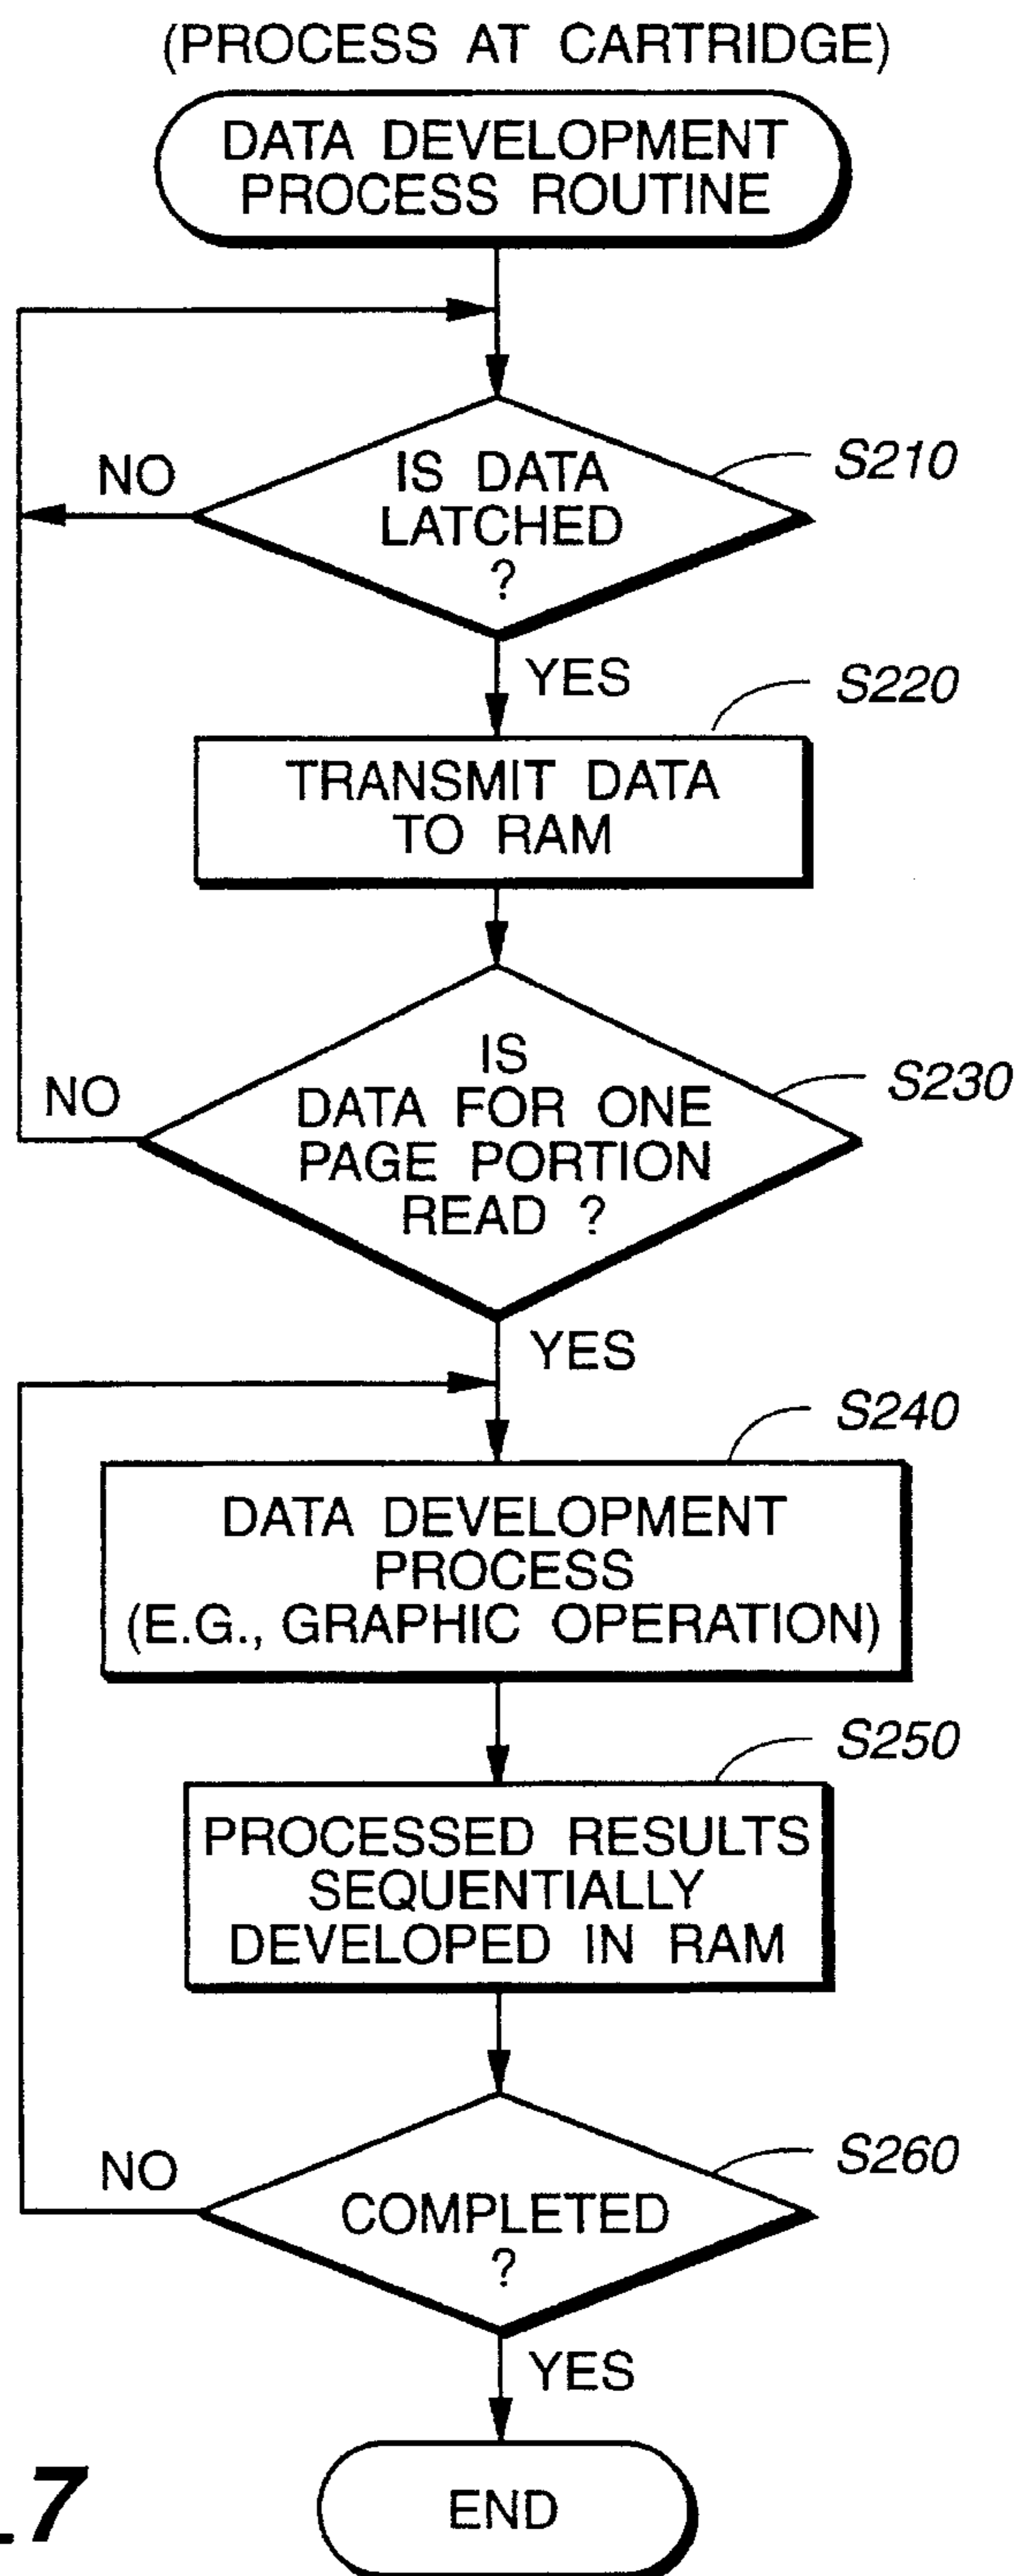 (PROCESS AT CARTRIDGE)
DATA DEVELOPMENT
PROCESS ROUTINE
NO
IS DATA
LATCHED
?
S210
YES
S220
TRANSMIT DATA
TO RAM
NO
IS
DATA FOR ONE
PAGE PORTION
READ ?
S230
YES
S240
DATA DEVELOPMENT
PROCESS
(E.G., GRAPHIC OPERATION)
S250
PROCESSED RESULTS
SEQUENTIALLY
DEVELOPED IN RAM
NO
COMPLETED
?
S260
YES
END
.7